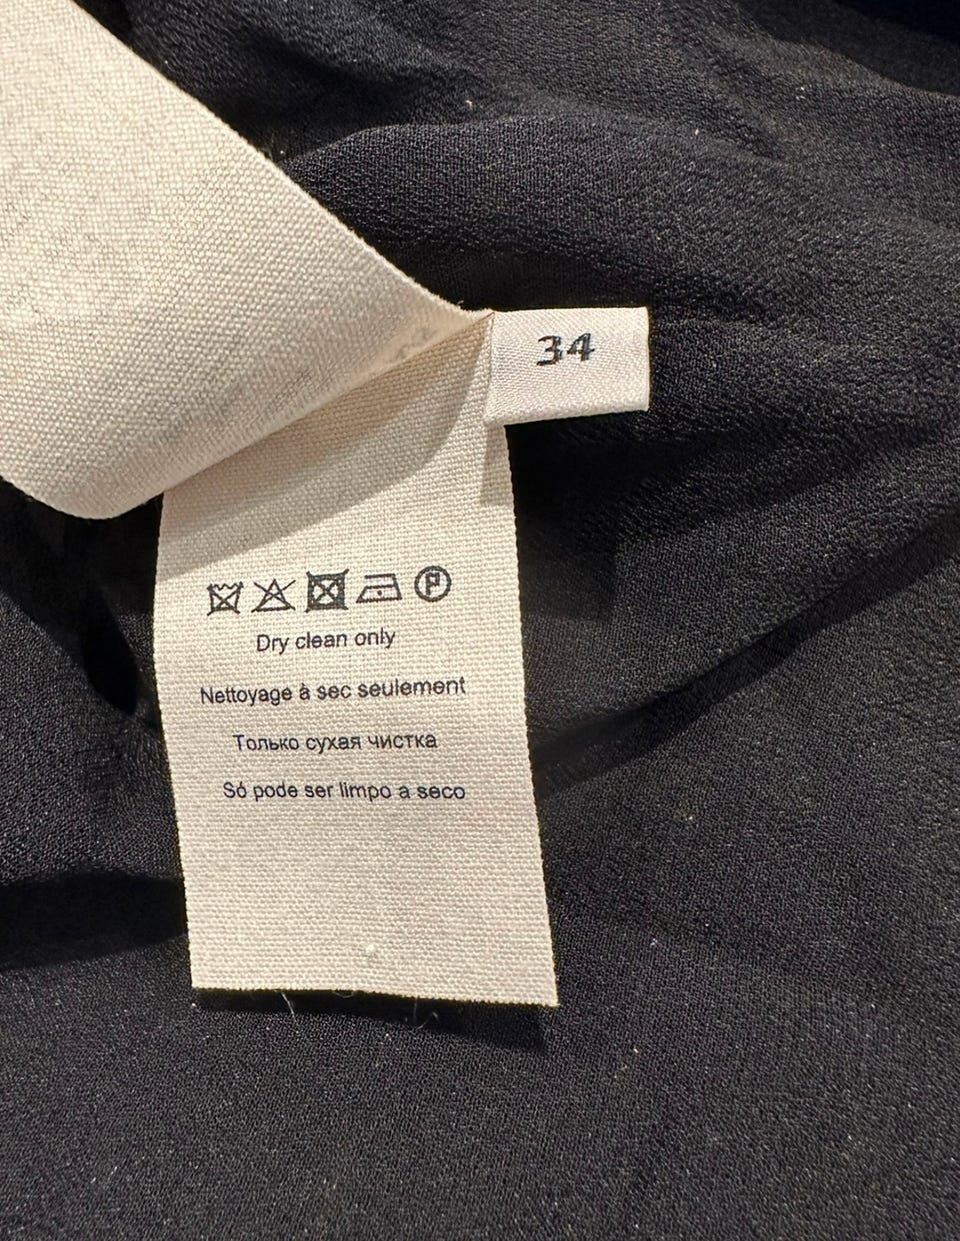 34
P
Dry clean only
Nettoyage à sec seulement
Только сухая чистка
Só pode ser limpo a seco